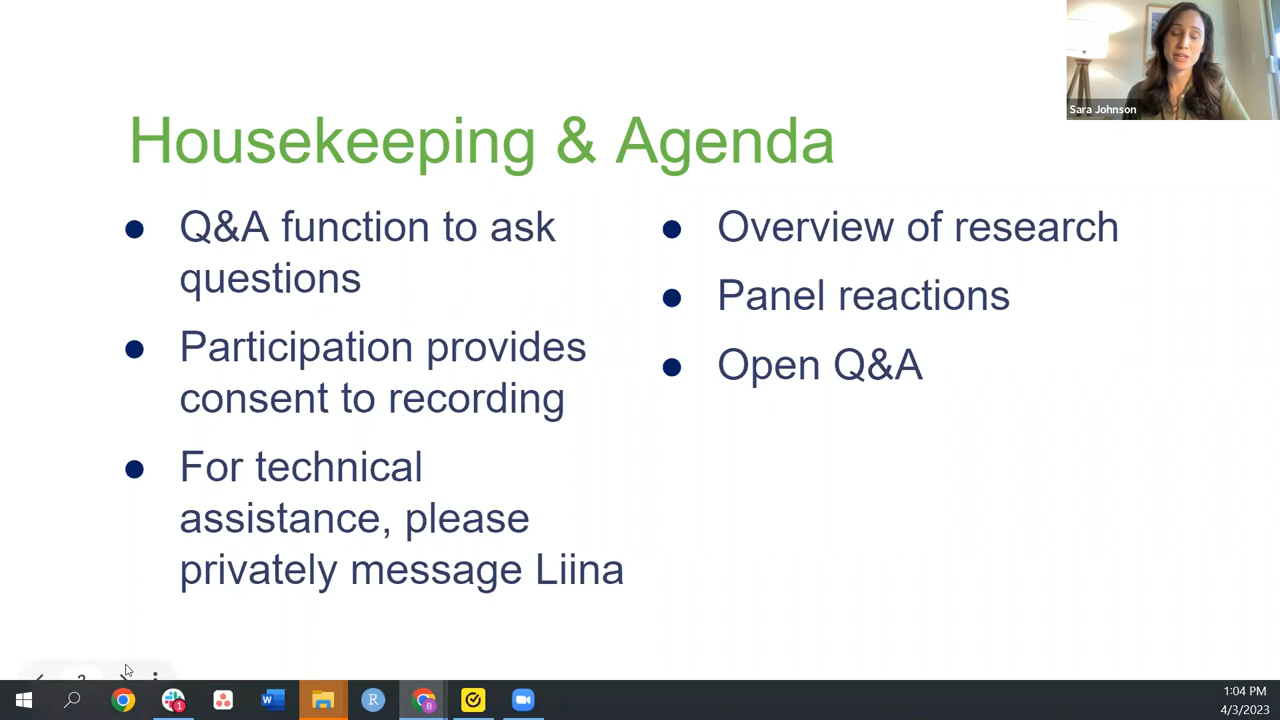 Sara Johnson
Housekeeping & Agenda
● Q&A function to ask
questions
● Participation provides
consent to recording
● For technical
assistance, please
privately message Liina
● Overview of research
● Panel reactions
● Open Q&A
1
W
R
B
1:04 PM
4/3/2023